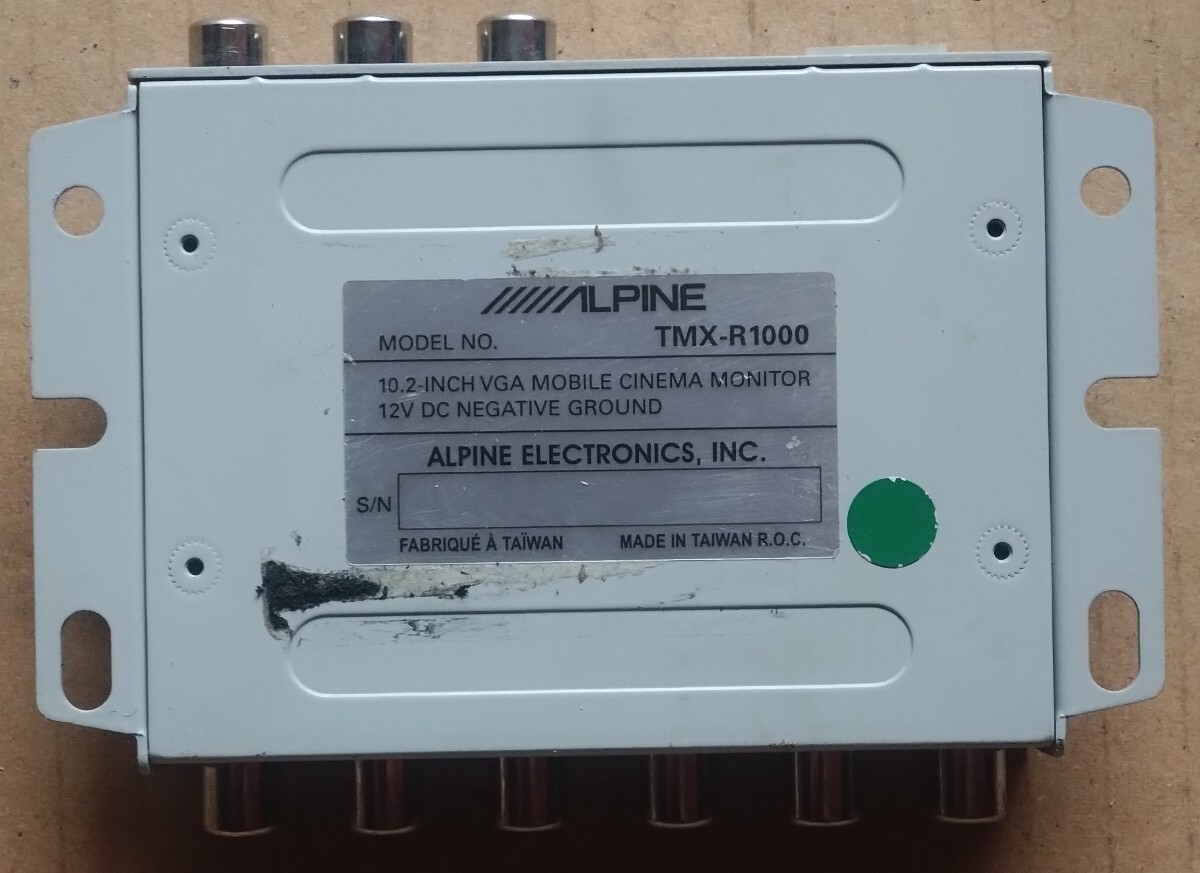 ALPINE
MODEL NO. TMX-R1000
10.2-INCH VGA MOBILE CINEMA MONITOR
12V DC NEGATIVE GROUND
ALPINE ELECTRONICS, INC.
S/N
FABRIQUÉ À TAÏWAN MADE IN TAIWAN R.O.C.